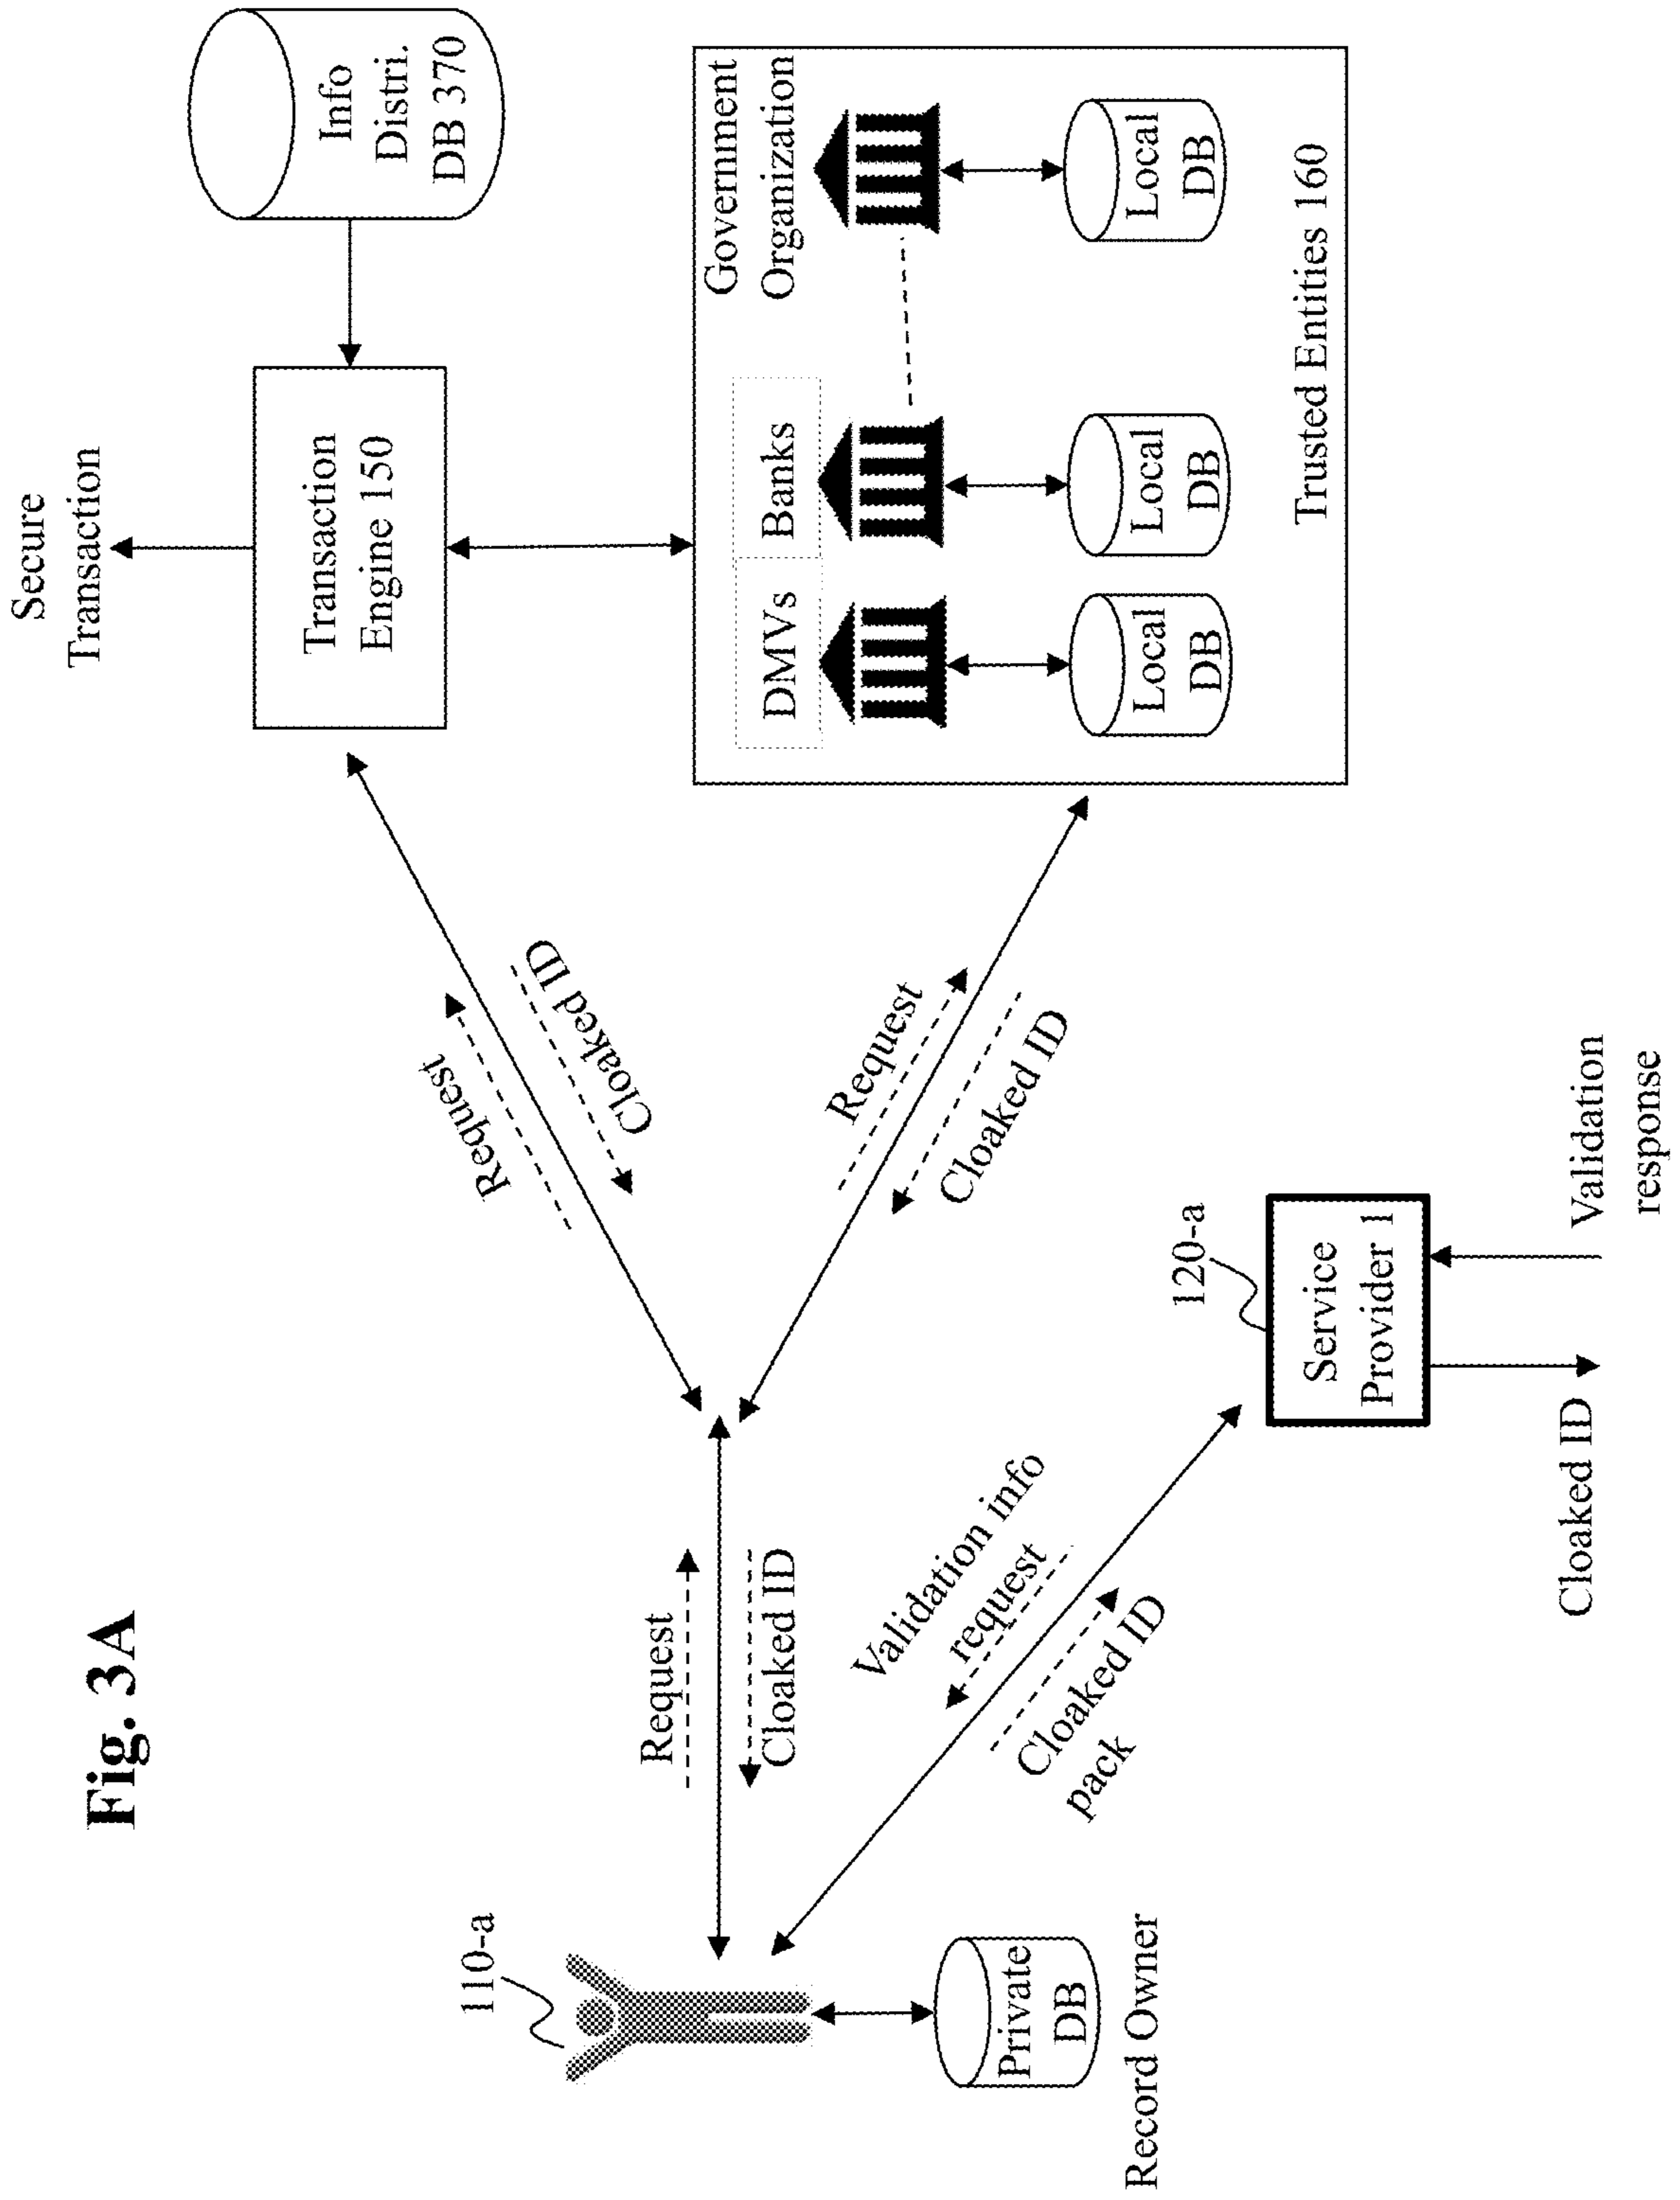 Fig. 3A
110-a
Private
DB
Record Owner
Request
Cloaked ID
Validation info
request
Cloaked ID
pack
Request
Cloaked ID
Request
Cloaked ID
120-a
Service
Provider 1
Cloaked ID
Validation
response
Secure
Transaction
Transaction
Engine 150
Info
Distri.
DB 370
DMVs
Banks
Government
Organization
Local
DB
Local
DB
Local
DB
Trusted Entities 160